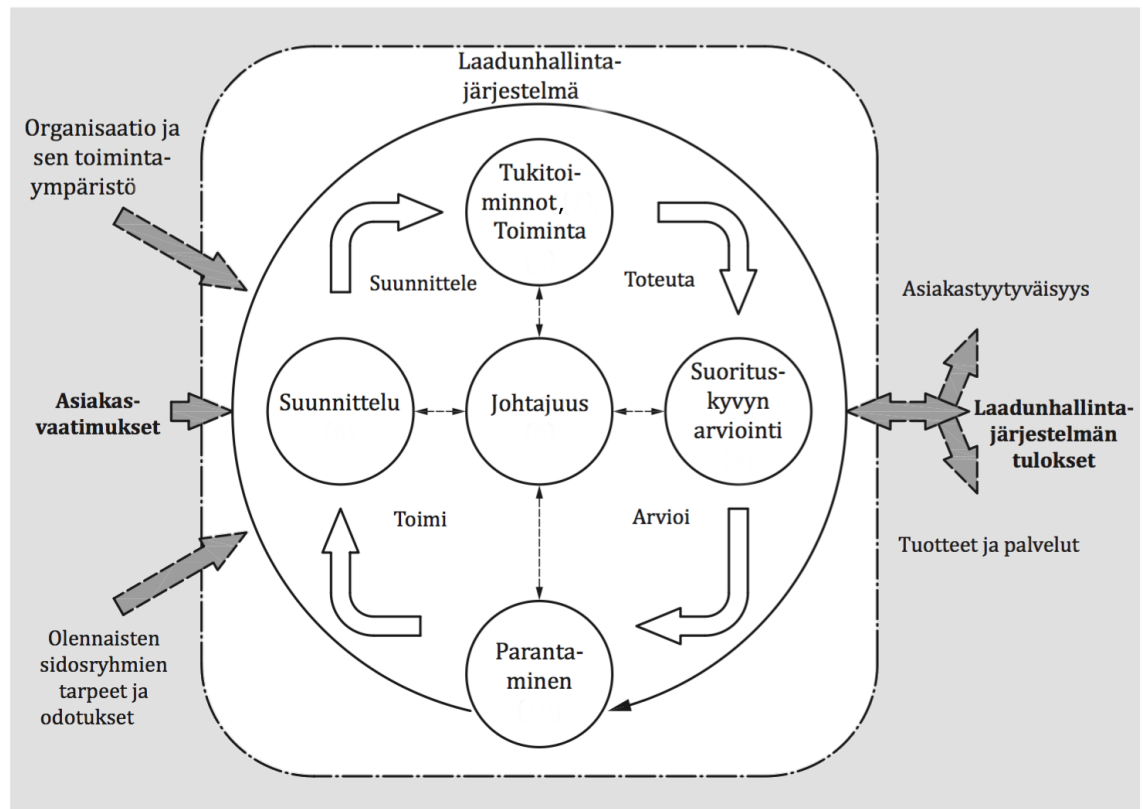 Laadunhallinta-
järjestelmä
Organisaatio ja
sen toiminta-
ympäristö
Tukitoi-
minnot,
Toiminta
Suunnittele
Toteuta
Asiakastyytyväisyys
Asiakas-
vaatimukset
Suunnittelu
Johtajuus
Suoritus-
kyvyn
arviointi
Laadunhallinta-
järjestelmän
tulokset
Toimi
Arvioi
Tuotteet ja palvelut
Olennaisten
sidosryhmien
tarpeet ja
odotukset
Paranta-
minen